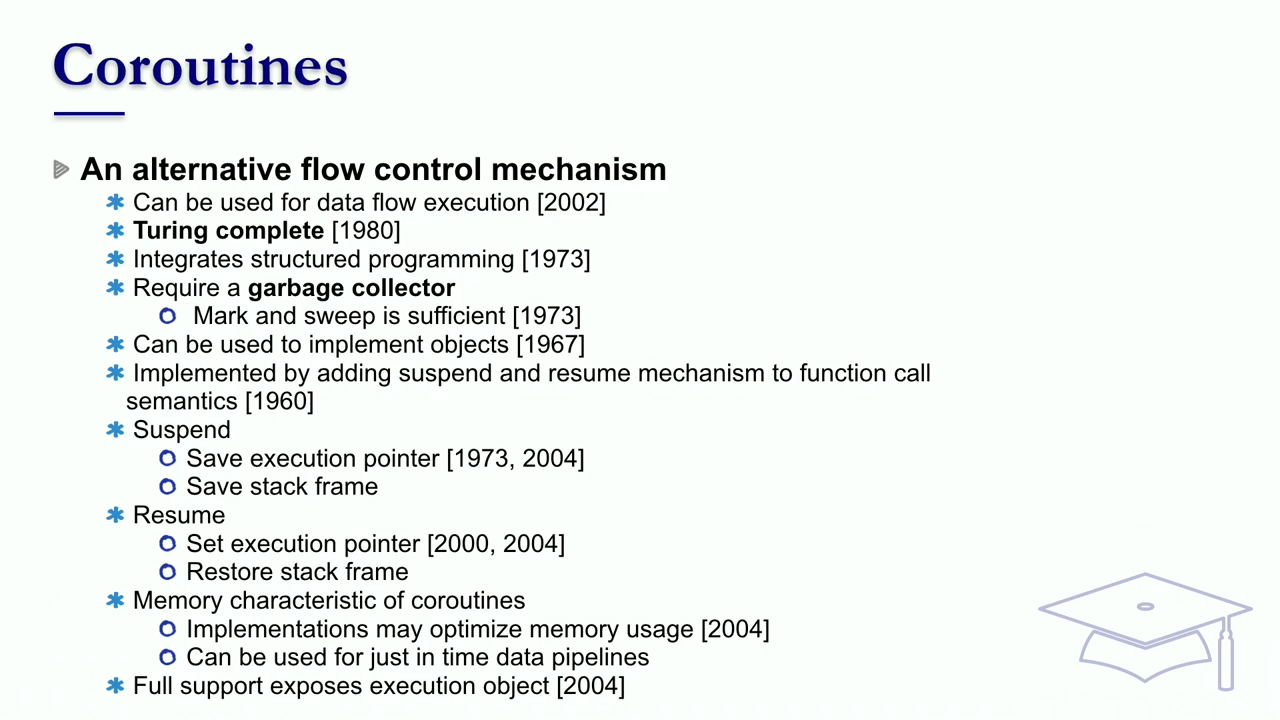 Coroutines
An alternative flow control mechanism
Can be used for data flow execution [2002]
Turing complete [1980]
Integrates structured programming [1973]
Require a garbage collector
Mark and sweep is sufficient [1973]
Can be used to implement objects [1967]
Implemented by adding suspend and resume mechanism to function call
semantics [1960]
Suspend
Save execution pointer [1973, 2004]
Save stack frame
Resume
Set execution pointer [2000, 2004]
Restore stack frame
Memory characteristic of coroutines
Implementations may optimize memory usage [2004]
Can be used for just in time data pipelines
Full support exposes execution object [2004]